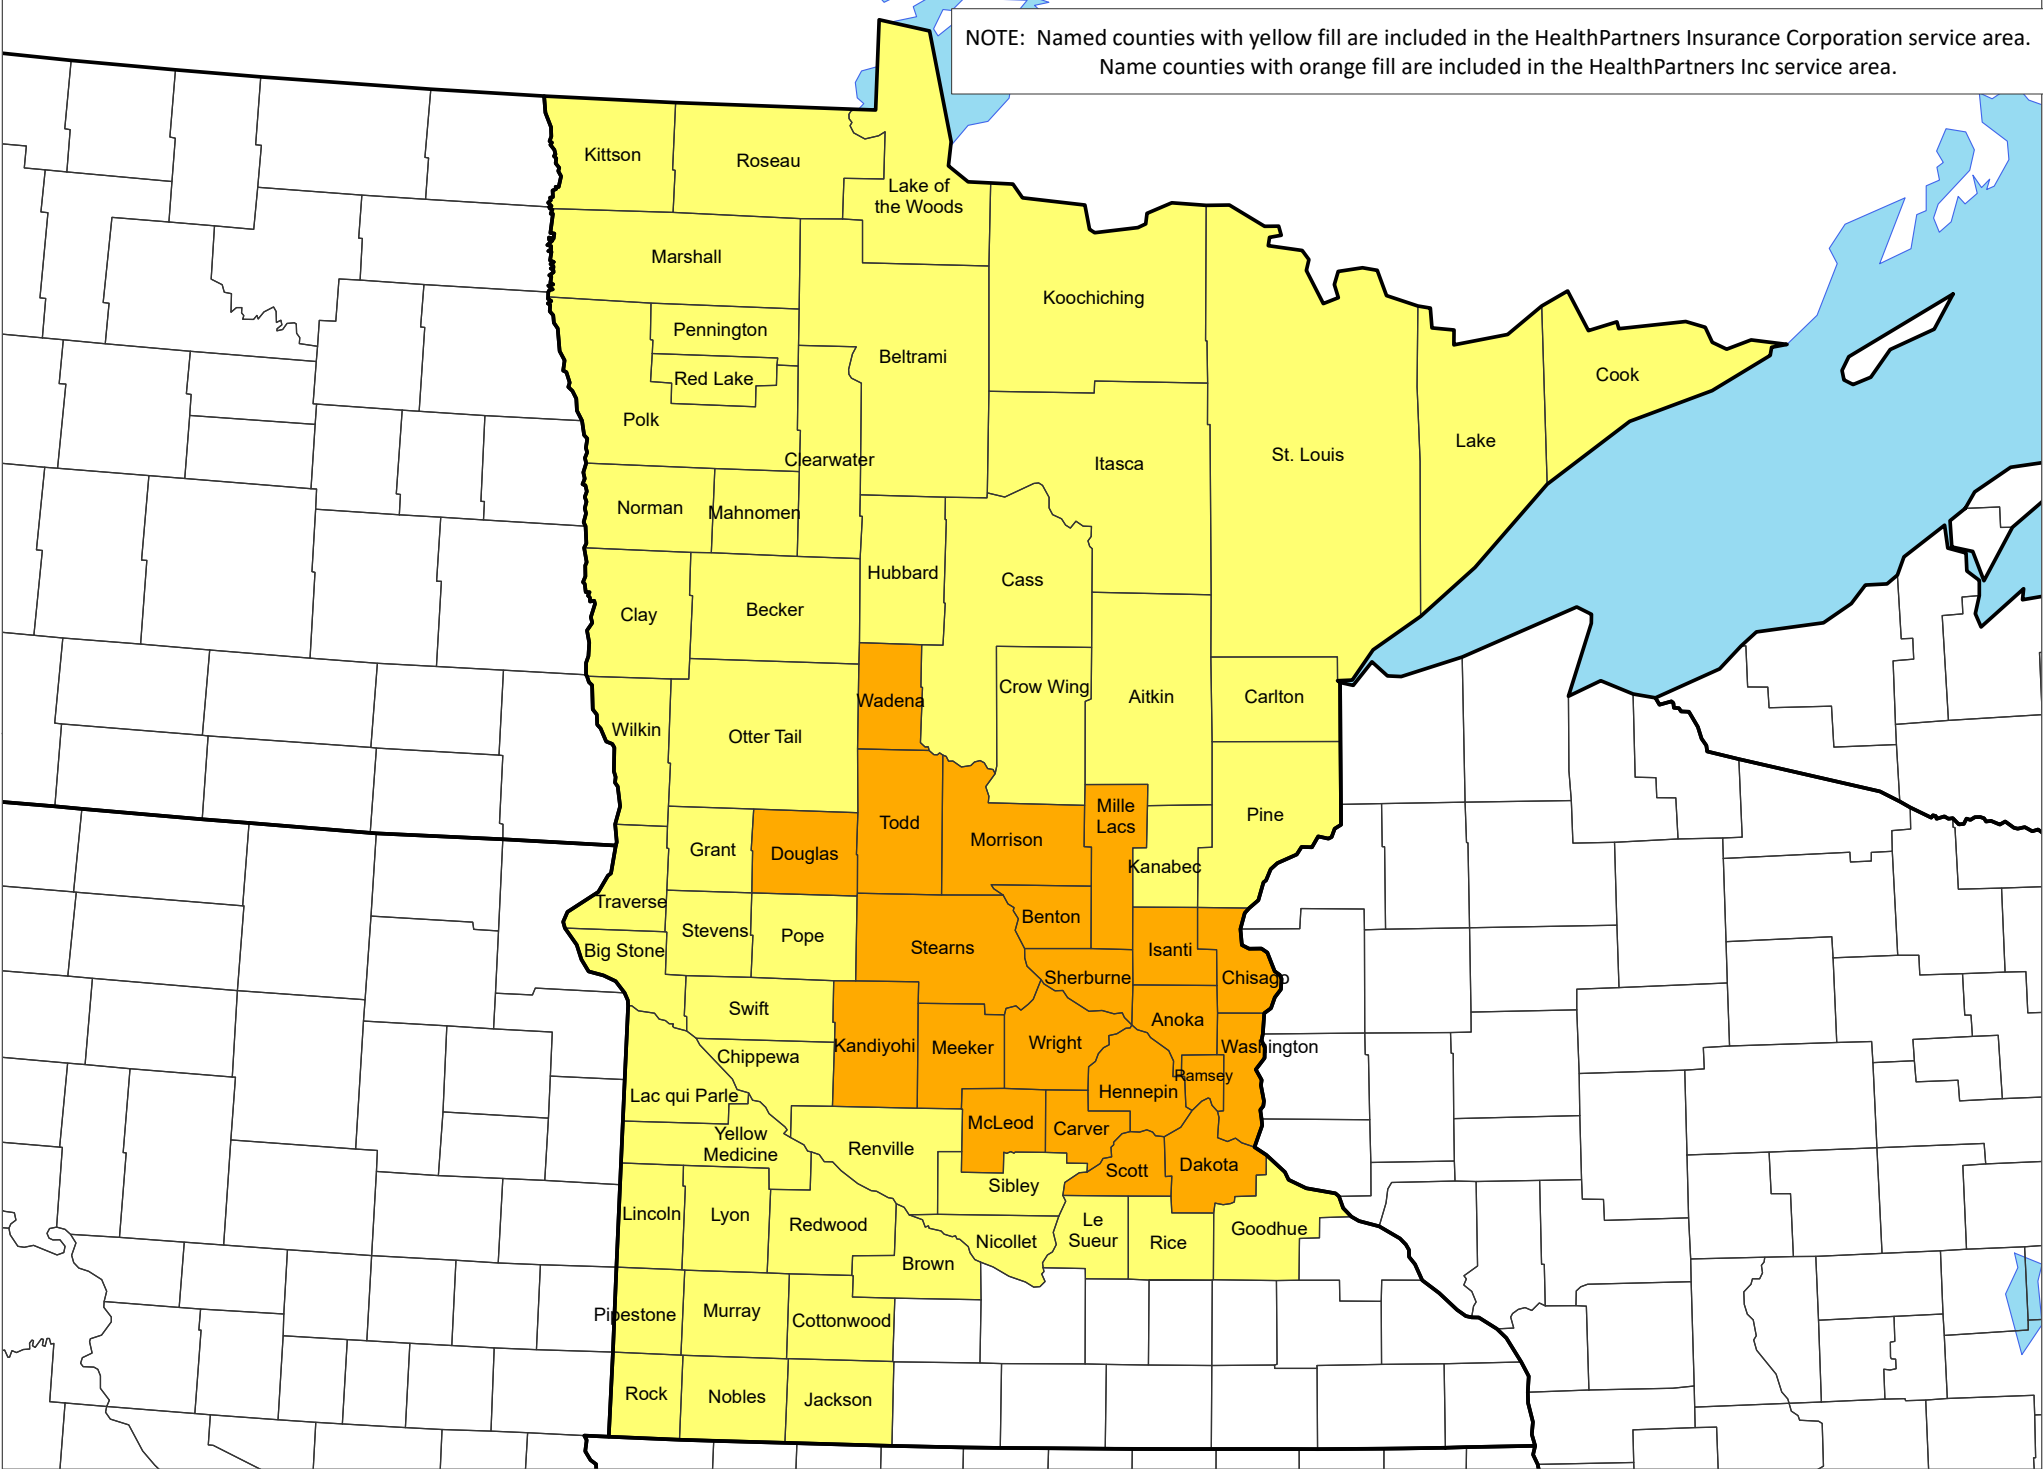 NOTE:  Named counties with yellow fill are included in the HealthPartners Insurance Corporation service area.
Name counties with orange fill are included in the HealthPartners Inc service area.
Kittson
Roseau
Lake of
the Woods
Marshall
Koochiching
Pennington
Beltrami
Red Lake
Cook
Polk
Lake
St. Louis
Clearwater
Itasca
Norman
Mahnomen
Hubbard
Cass
Clay
Becker
Crow Wing
Aitkin
Carlton
Wadena
Wilkin
Otter Tail
Mille
Lacs
Pine
Todd
Morrison
Grant
Douglas
Kanabec
Traverse
Benton
Stevens
Pope
Stearns
Isanti
Big Stone
Sherburne
Chisago
Swift
Anoka
Kandiyohi
Meeker
Wright
Washington
Chippewa
Ramsey
Hennepin
Lac qui Parle
McLeod
Carver
Yellow
Medicine
Renville
Scott
Dakota
Sibley
Lincoln
Lyon
Redwood
Le
Sueur
Goodhue
Nicollet
Rice
Brown
Pipestone
Murray
Cottonwood
Rock
Nobles
Jackson